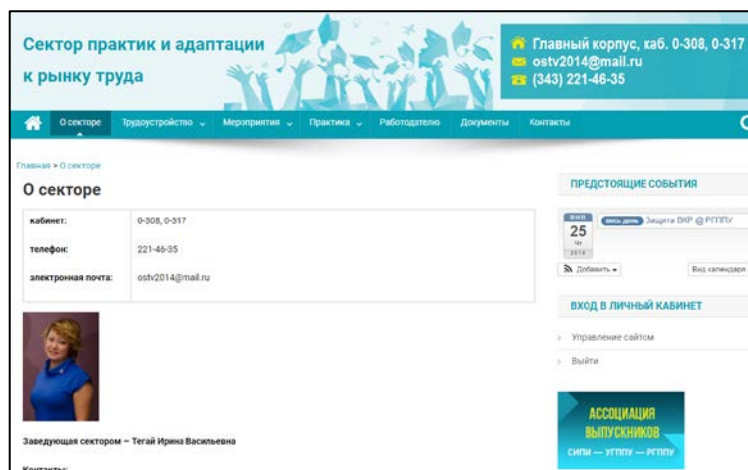 Сектор практик и адаптации
к рынку труда
Главный корпус, каб. 0-308, 0-317
ostv2014@mail.ru
(343) 221-46-35
О секторе
Трудоустройство
Мероприятия
Практика
Работодателю
Документы
Контакты
Главная » О секторе
О секторе
кабинет: 0-308, 0-317
телефон: 221-46-35
электронная почта: ostv2014@mail.ru
Заведующая сектором – Тегай Ирина Васильевна
Контакты:
ПРЕДСТОЯЩИЕ СОБЫТИЯ
ЯНВ
25
Чт
весь день Защита ВКР @ РГППУ
Добавить
Вид календаря
ВХОД В ЛИЧНЫЙ КАБИНЕТ
Управление сайтом
Выйти
АССОЦИАЦИЯ
ВЫПУСКНИКОВ
СИПИ — УГППУ — РГППУ